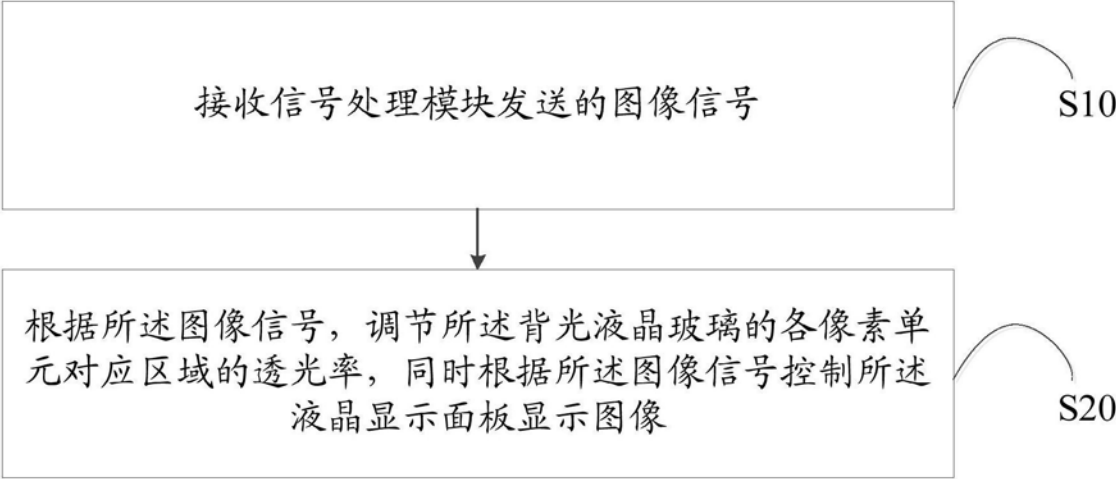 接收信号处理模块发送的图像信号
S10
根据所述图像信号，调节所述背光液晶玻璃的各像素单
元对应区域的透光率，同时根据所述图像信号控制所述
液晶显示面板显示图像
S20